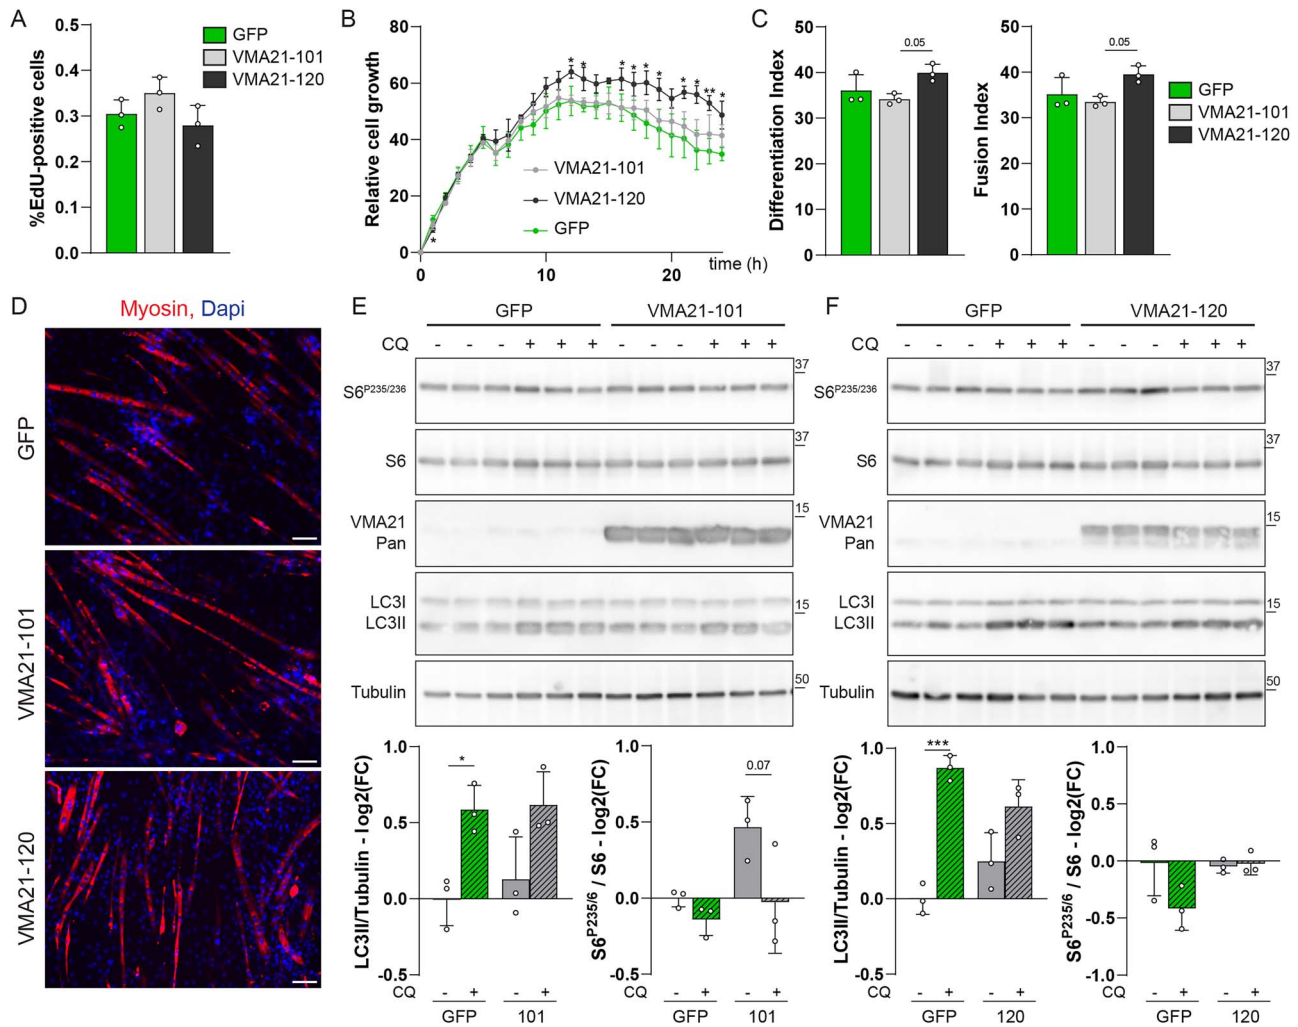 A
%EdU-positive cells
0.5
0.4
0.3
0.2
0.1
0.0
GFP
VMA21-101
VMA21-120
B
Relative cell growth
80
60
40
20
0
* * * * * * * * * ** *
*
VMA21-101
VMA21-120
GFP
0 10 20
time (h)
C
Differentiation Index
50
40
30
20
10
0
0.05
Fusion Index
50
40
30
20
10
0
0.05
GFP
VMA21-101
VMA21-120
D
Myosin, Dapi
GFP
VMA21-101
VMA21-120
E
GFP VMA21-101
CQ - - - + + + - - - + + +
S6P235/236 37
S6 37
VMA21 Pan 15
LC3I
LC3II 15
Tubulin 50
LC3II/Tubulin - log2(FC)
1.0
0.5
0.0
-0.5
*
CQ - + - +
GFP 101
S6P235/6 / S6 - log2(FC)
1.0
0.5
0.0
-0.5
0.07
CQ - + - +
GFP 101
F
GFP VMA21-120
CQ - - - + + + - - - + + +
S6P235/236 37
S6 37
VMA21 Pan 15
LC3I
LC3II 15
Tubulin 50
LC3II/Tubulin - log2(FC)
1.0
0.5
0.0
-0.5
***
CQ - + - +
GFP 120
S6P235/6 / S6 - log2(FC)
1.0
0.5
0.0
-0.5
-1.0
CQ - + - +
GFP 120